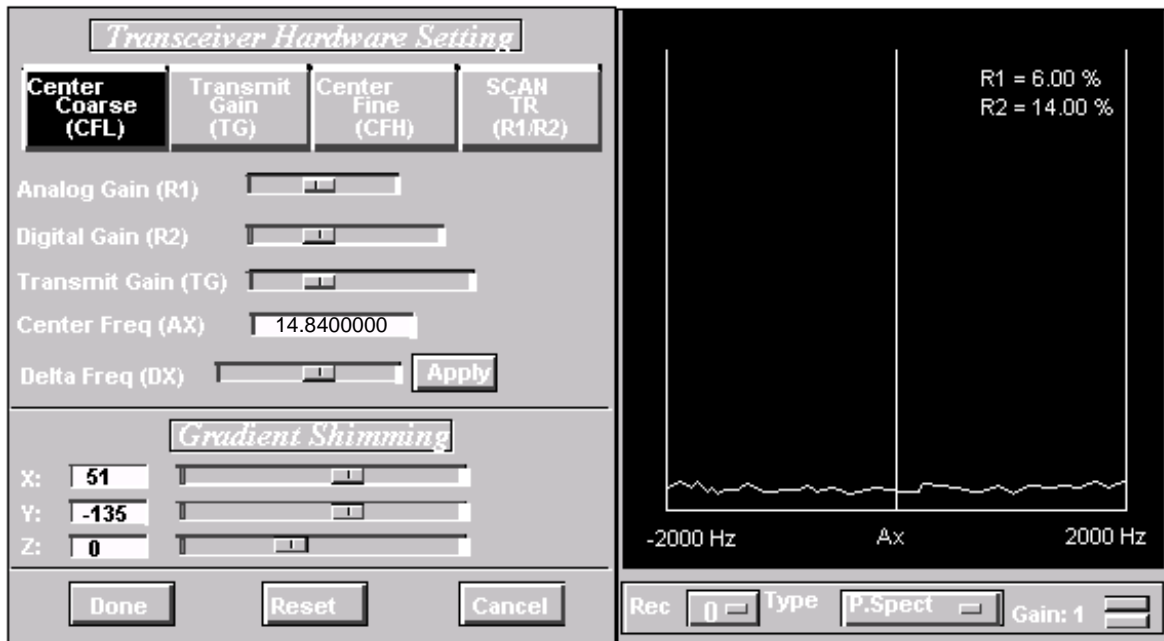 Transceiver Hardware Setting
Center Coarse (CFL)
Transmit Gain (TG)
Center Fine (CFH)
SCAN TR (R1/R2)
Analog Gain (R1)
Digital Gain (R2)
Transmit Gain (TG)
Center Freq (AX) 14.8400000
Delta Freq (DX) Apply
Gradient Shimming
X: 51
Y: -135
Z: 0
Done Reset Cancel
R1 = 6.00 %
R2 = 14.00 %
-2000 Hz Ax 2000 Hz
Rec 0 Type P.Spect Gain: 1